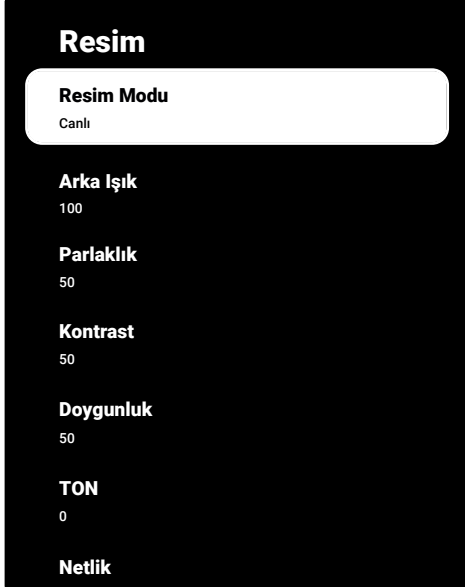 Resim
Resim Modu
Canlı
Arka Işık
100
Parlaklık
50
Kontrast
50
Doygunluk
50
TON
0
Netlik